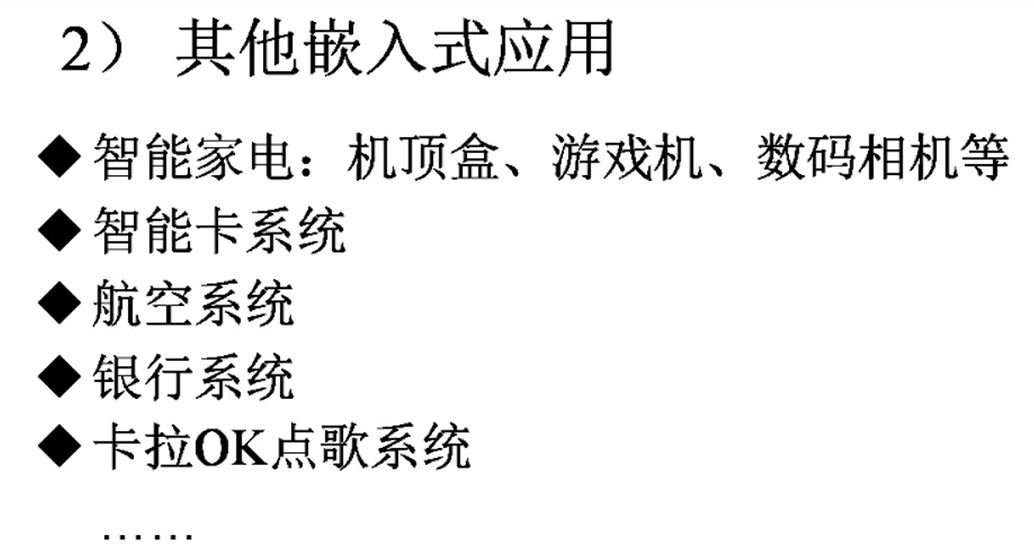 2） 其他嵌入式应用
◆智能家电：机顶盒、游戏机、数码相机等
◆智能卡系统
◆航空系统
◆银行系统
◆卡拉OK点歌系统
……